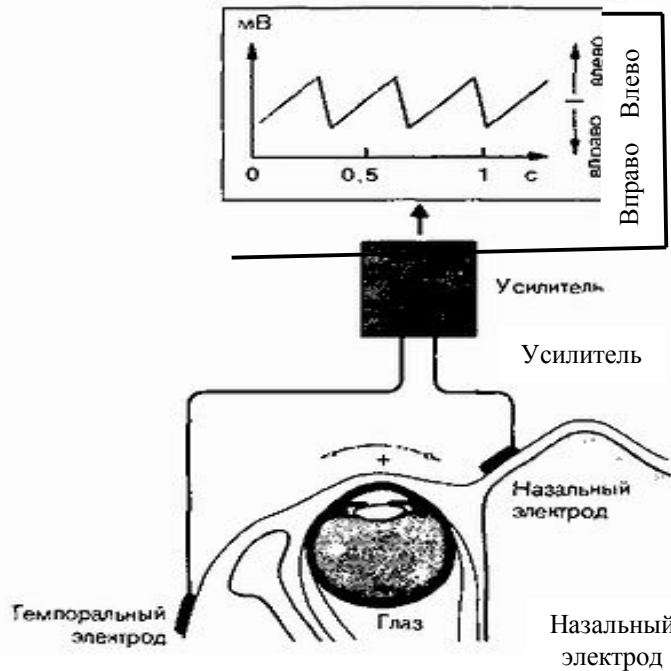 мВ
влево
вправо
Влево
Вправо
0
0,5
1
с
Усилитель
Усилитель
+
Назальный
электрод
Глаз
Темпоральный
электрод
Назальный
электрод